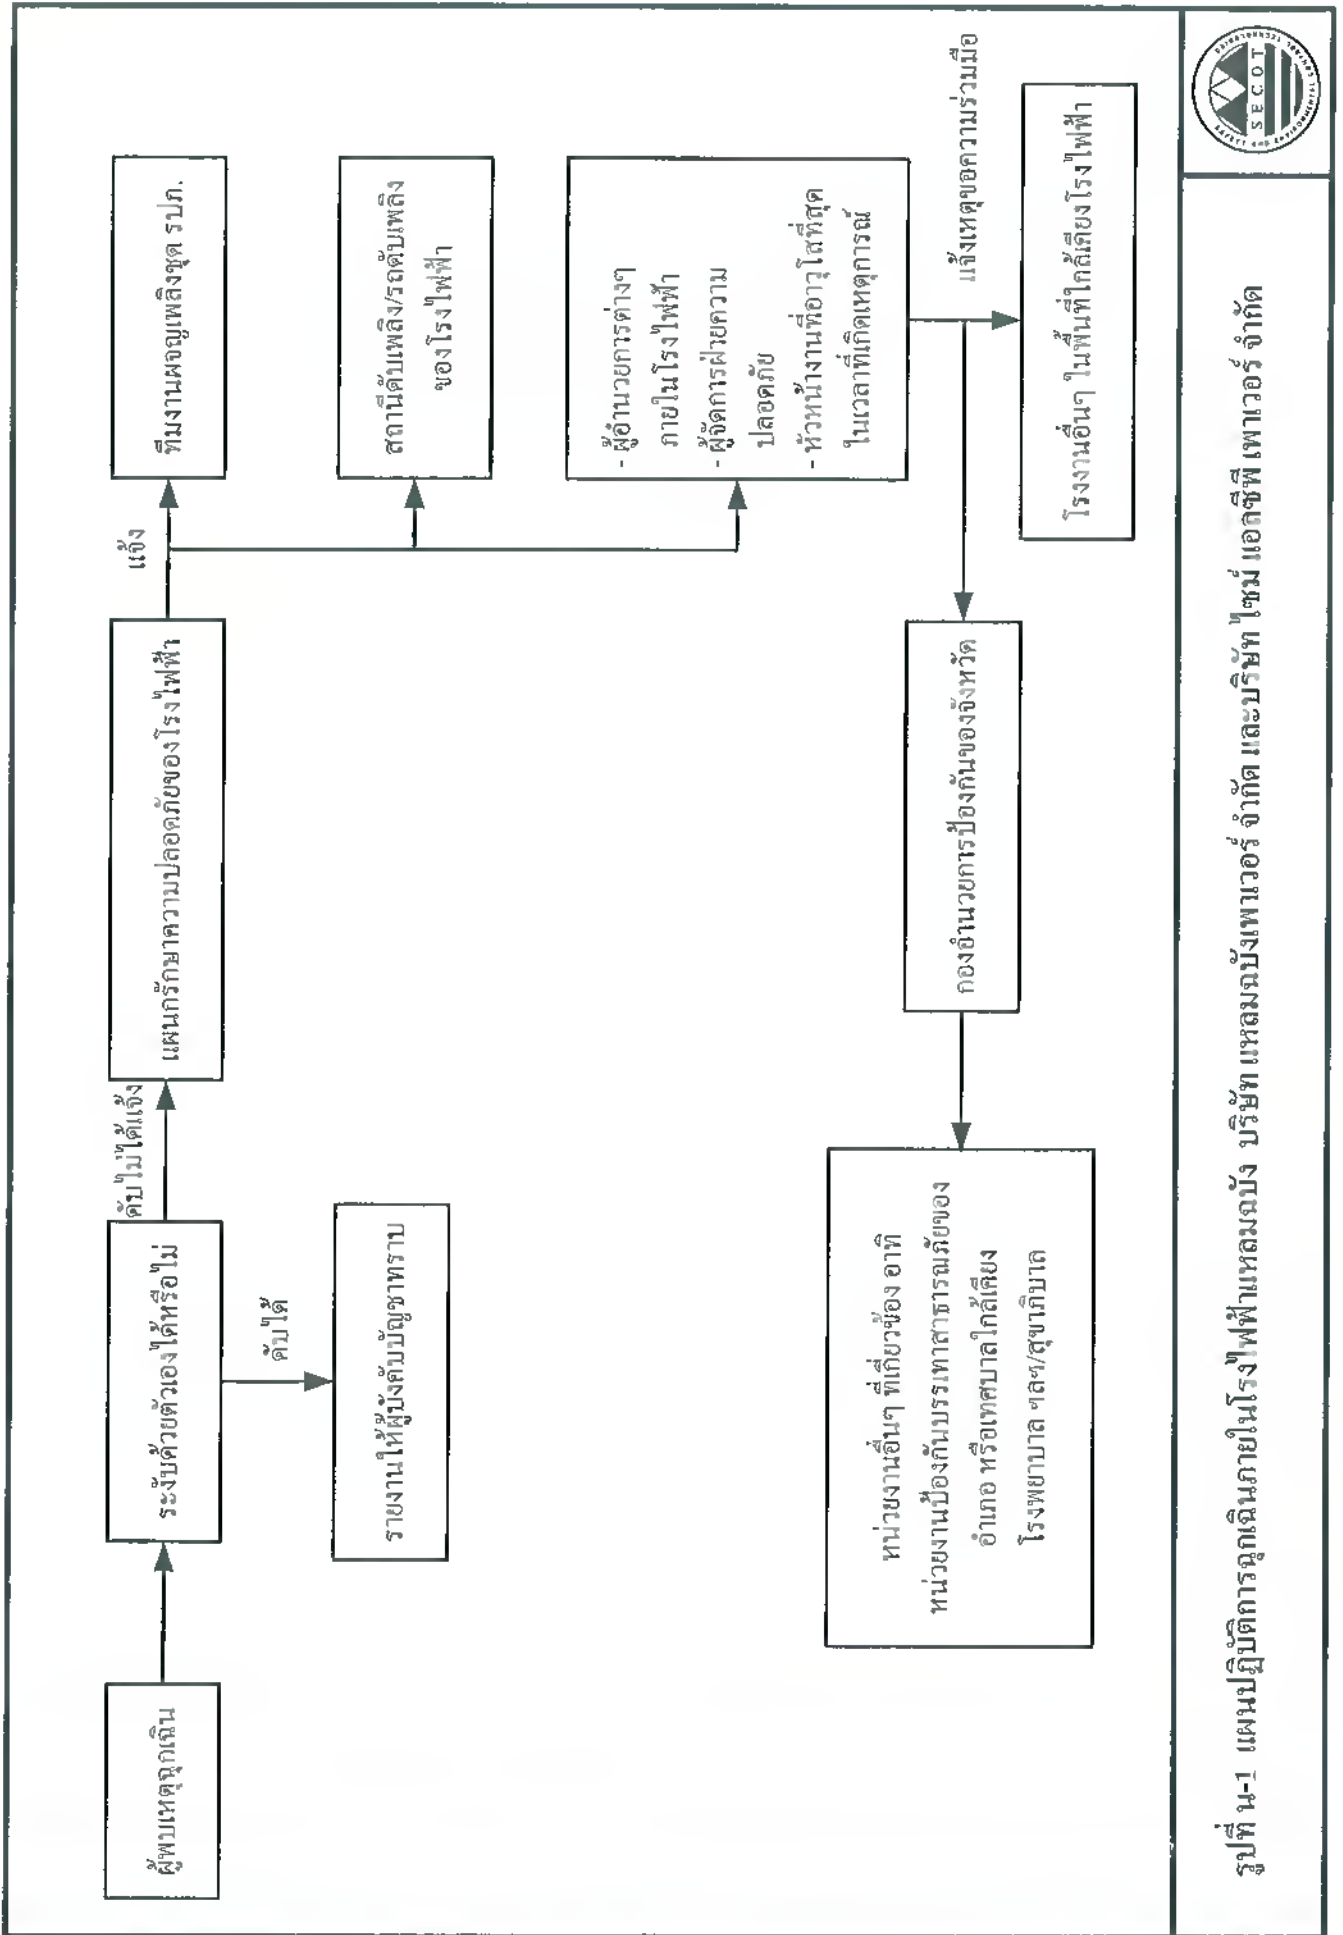 ผู้พบเหตุฉุกเฉิน
ระงับด้วยตัวเองได้หรือไม่
ดับไม่ได้แจ้ง
ดับได้
รายงานให้ผู้บังคับบัญชาทราบ
แผนกรักษาความปลอดภัยของโรงไฟฟ้า
แจ้ง
ทีมงานผจญเพลิงชุด รปภ.
สถานีดับเพลิง/รถดับเพลิง
ของโรงไฟฟ้า
- ผู้อำนวยการต่างๆ
ภายในโรงไฟฟ้า
- ผู้จัดการฝ่ายความ
ปลอดภัย
- หัวหน้างานที่อาวุโสที่สุด
ในเวลาที่เกิดเหตุการณ์
แจ้งเหตุขอความร่วมมือ
โรงงานอื่นๆ ในพื้นที่ใกล้เคียงโรงไฟฟ้า
กองอำนวยการป้องกันของจังหวัด
หน่วยงานอื่นๆ ที่เกี่ยวข้อง อาทิ
หน่วยงานป้องกันบรรเทาสาธารณภัยของ
อำเภอ หรือเทศบาลใกล้เคียง
โรงพยาบาล ฯลฯ/สุขาภิบาล
รูปที่ น-1 แผนปฏิบัติการฉุกเฉินภายในโรงไฟฟ้าแหลมฉบัง บริษัท แหลมฉบังเพาเวอร์ จำกัด และบริษัท ไซม์ แอลซีพี เพาเวอร์ จำกัด
SECOT